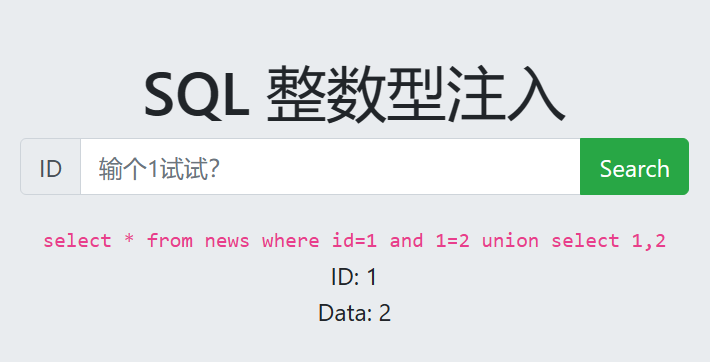 SQL 整数型注入
ID 输个1试试? Search
select * from news where id=1 and 1=2 union select 1,2
ID: 1
Data: 2